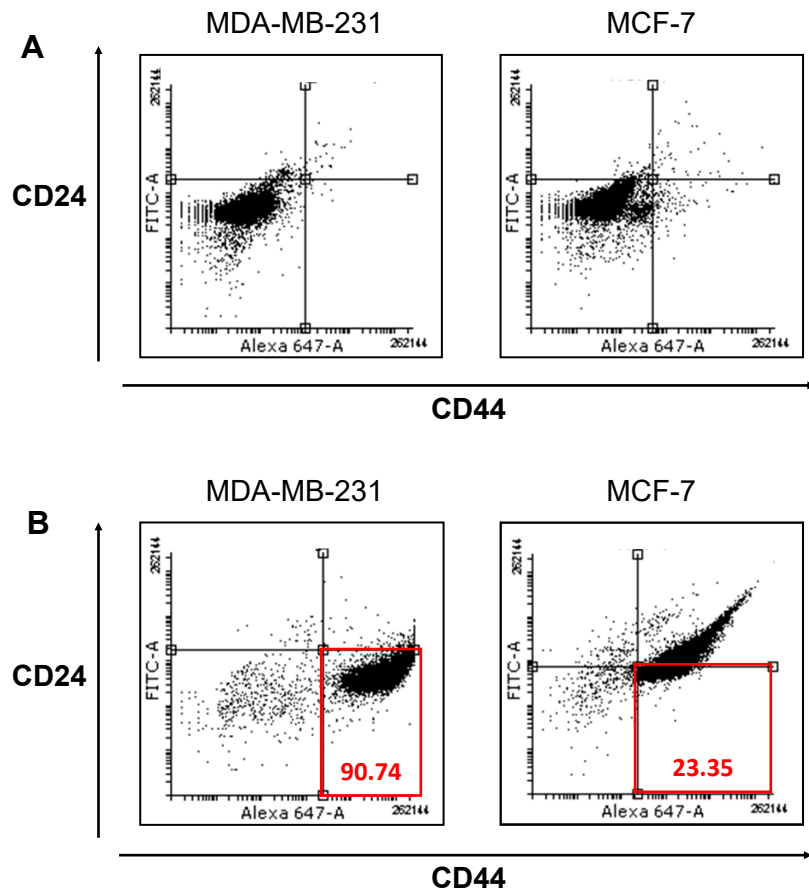 A
MDA-MB-231
MCF-7
CD24
262144
FITC-A
Alexa 647-A
262144
262144
FITC-A
Alexa 647-A
262144
CD44
B
MDA-MB-231
MCF-7
CD24
262144
FITC-A
90.74
Alexa 647-A
262144
262144
FITC-A
23.35
Alexa 647-A
262144
CD44